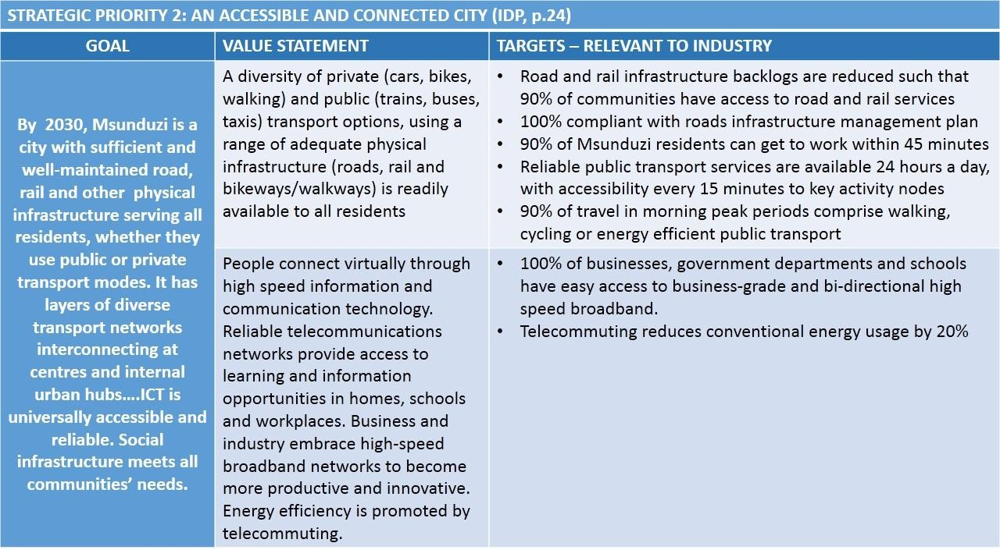 STRATEGIC PRIORITY 2: AN ACCESSIBLE AND CONNECTED CITY (IDP, p.24)
GOAL
VALUE STATEMENT
TARGETS – RELEVANT TO INDUSTRY
By  2030, Msunduzi is a
city with sufficient and
well-maintained road,
rail and other  physical
infrastructure serving all
residents, whether they
use public or private
transport modes. It has
layers of diverse
transport networks
interconnecting at
centres and internal
urban hubs….ICT is
universally accessible and
reliable. Social
infrastructure meets all
communities’ needs.
A diversity of private (cars, bikes,
walking) and public (trains, buses,
taxis) transport options, using a
range of adequate physical
infrastructure (roads, rail and
bikeways/walkways) is readily
available to all residents
• Road and rail infrastructure backlogs are reduced such that
90% of communities have access to road and rail services
• 100% compliant with roads infrastructure management plan
• 90% of Msunduzi residents can get to work within 45 minutes
• Reliable public transport services are available 24 hours a day,
with accessibility every 15 minutes to key activity nodes
• 90% of travel in morning peak periods comprise walking,
cycling or energy efficient public transport
People connect virtually through
high speed information and
communication technology.
Reliable telecommunications
networks provide access to
learning and information
opportunities in homes, schools
and workplaces. Business and
industry embrace high-speed
broadband networks to become
more productive and innovative.
Energy efficiency is promoted by
telecommuting.
• 100% of businesses, government departments and schools
have easy access to business-grade and bi-directional high
speed broadband.
• Telecommuting reduces conventional energy usage by 20%